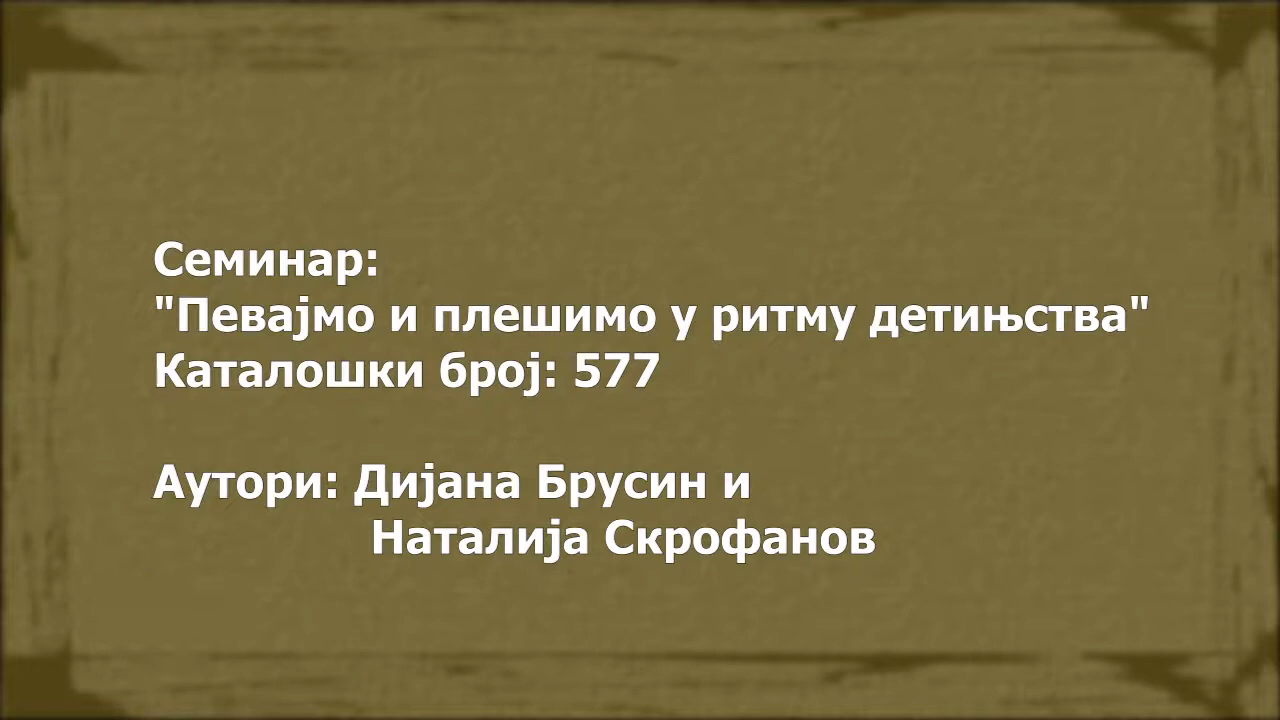 Семинар:
"Певајмо и плешимо у ритму детињства"
Каталошки број: 577
Аутори: Дијана Брусин и
Наталија Скрофанов